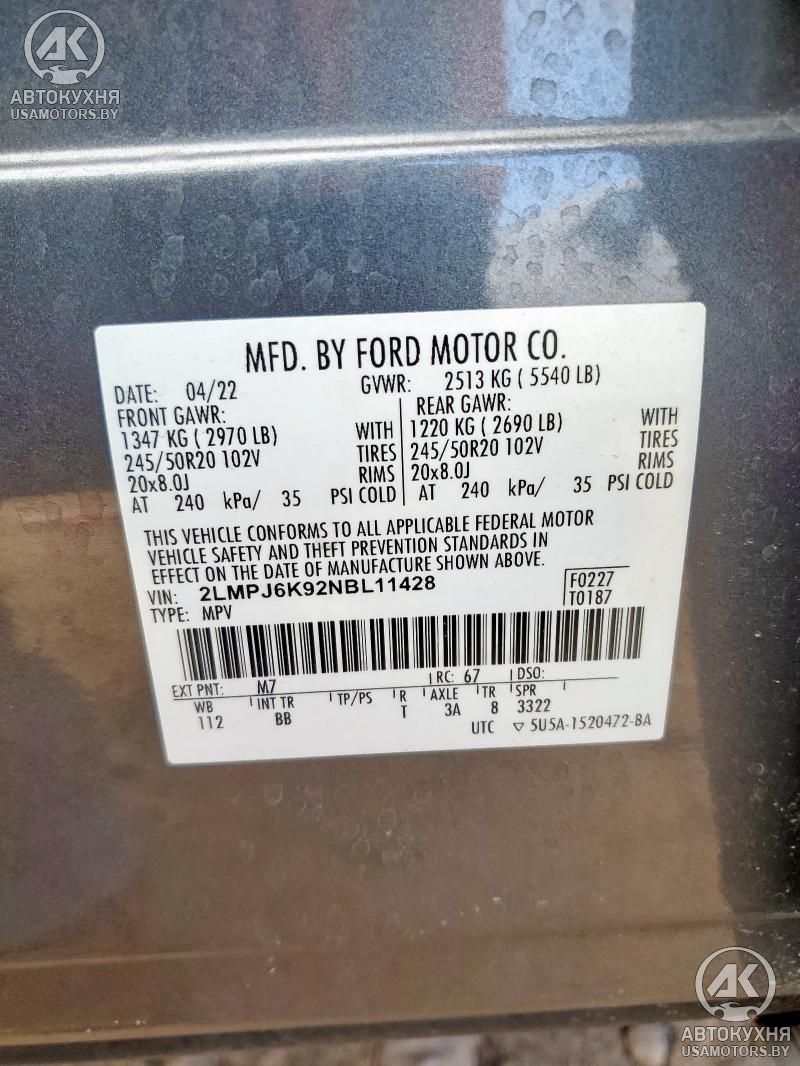 AK
АВТОКУХНЯ
USAMOTORS.BY
MFD. BY FORD MOTOR CO.
DATE: 04/22 GVWR: 2513 KG ( 5540 LB)
FRONT GAWR: REAR GAWR:
1347 KG ( 2970 LB) WITH 1220 KG ( 2690 LB) WITH
245/50R20 102V TIRES 245/50R20 102V TIRES
20x8.0J RIMS 20x8.0J RIMS
AT 240 kPa/ 35 PSI COLD AT 240 kPa/ 35 PSI COLD
THIS VEHICLE CONFORMS TO ALL APPLICABLE FEDERAL MOTOR
VEHICLE SAFETY AND THEFT PREVENTION STANDARDS IN
EFFECT ON THE DATE OF MANUFACTURE SHOWN ABOVE.
VIN: 2LMPJ6K92NBL11428 F0227
TYPE: MPV T0187
EXT PNT: M7 RC: 67 DSO:
WB INT TR TP/PS R AXLE TR SPR
112 BB T 3A 8 3322
UTC ▽ 5U5A-1520472-BA
AK
АВТОКУХНЯ
USAMOTORS.BY